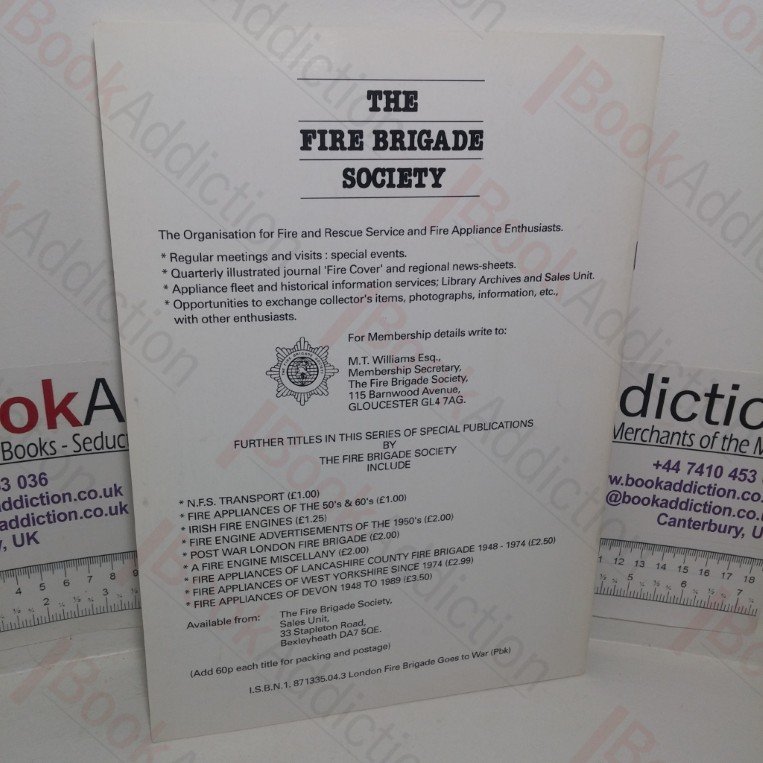 THE
FIRE BRIGADE
SOCIETY
The Organisation for Fire and Rescue Service and Fire Appliance Enthusiasts.
* Regular meetings and visits : special events.
* Quarterly illustrated journal 'Fire Cover' and regional news-sheets.
* Appliance fleet and historical information services; Library Archives and Sales Unit.
* Opportunities to exchange collector's items, photographs, information, etc.,
with other enthusiasts.
For Membership details write to:
M.T. Williams Esq.,
Membership Secretary,
The Fire Brigade Society,
115 Barnwood Avenue,
GLOUCESTER GL4 7AG.
FURTHER TITLES IN THIS SERIES OF SPECIAL PUBLICATIONS
BY
THE FIRE BRIGADE SOCIETY
INCLUDE
* N.F.S. TRANSPORT (£1.00)
* FIRE APPLIANCES OF THE 50's & 60's (£1.00)
* IRISH FIRE ENGINES (£1.25)
* FIRE ENGINE ADVERTISEMENTS OF THE 1950's (£2.00)
* POST WAR LONDON FIRE BRIGADE (£2.00)
* A FIRE ENGINE MISCELLANY (£2.00)
* FIRE APPLIANCES OF LANCASHIRE COUNTY FIRE BRIGADE 1948 - 1974 (£2.50)
* FIRE APPLIANCES OF WEST YORKSHIRE SINCE 1974 (£2.99)
* FIRE APPLIANCES OF DEVON 1948 TO 1989 (£3.50)
Available from: The Fire Brigade Society,
Sales Unit,
33 Stapleton Road,
Bexleyheath DA7 5QE.
(Add 60p each title for packing and postage)
I.S.B.N.1. 871335.04.3 London Fire Brigade Goes to War (Pbk)
ookA
Books - Seduc
3 036
addiction.co.uk
addiction.co.uk
y, UK
diction
Merchants of the M
+44 7410 453
w.bookaddiction.co.uk
@bookaddiction.co.uk
Canterbury, U
BookAddiction